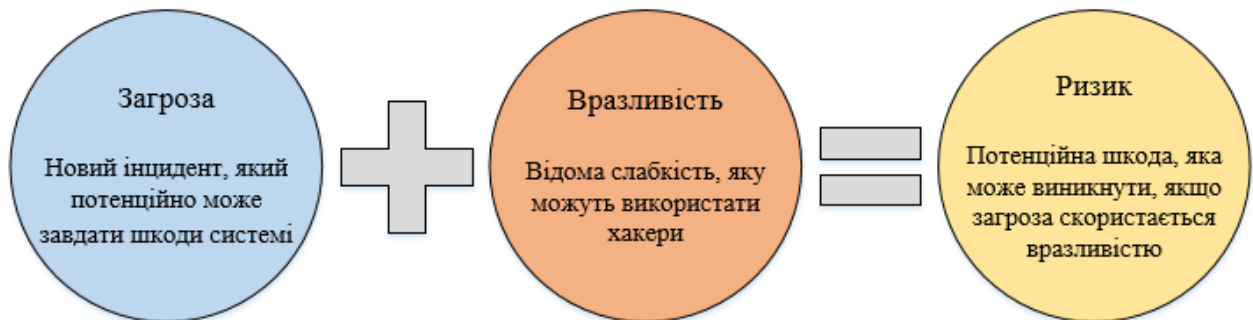 Загроза
Новий інцидент, який
потенційно може
завдати шкоди системі
Вразливість
Відома слабкість, яку
можуть використати
хакери
Ризик
Потенційна шкода, яка
може виникнути, якщо
загроза скористається
вразливістю